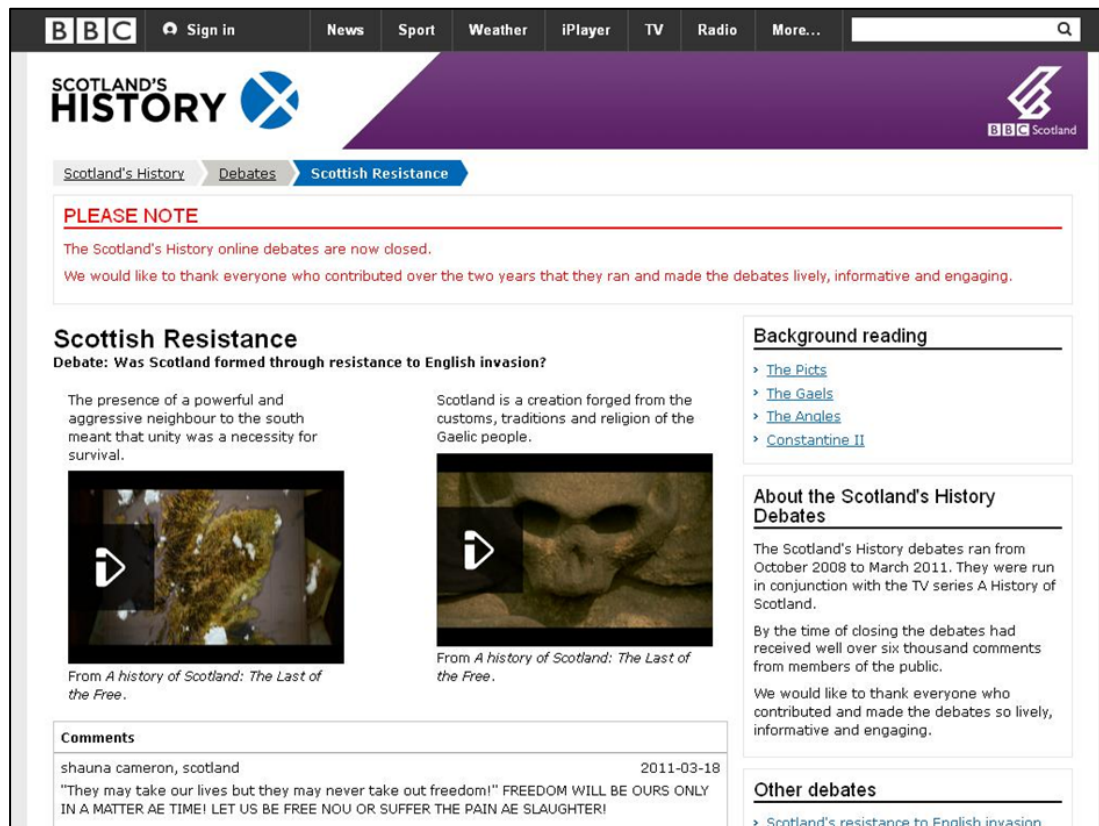 BBC Sign in News Sport Weather iPlayer TV Radio More...
SCOTLAND'S
HISTORY
BBC Scotland
Scotland's History Debates Scottish Resistance
PLEASE NOTE
The Scotland's History online debates are now closed.
We would like to thank everyone who contributed over the two years that they ran and made the debates lively, informative and engaging.
Scottish Resistance
Debate: Was Scotland formed through resistance to English invasion?
The presence of a powerful and
aggressive neighbour to the south
meant that unity was a necessity for
survival.
From A history of Scotland: The Last of
the Free.
Scotland is a creation forged from the
customs, traditions and religion of the
Gaelic people.
From A history of Scotland: The Last of
the Free.
Comments
shauna cameron, scotland 2011-03-18
"They may take our lives but they may never take out freedom!" FREEDOM WILL BE OURS ONLY
IN A MATTER AE TIME! LET US BE FREE NOU OR SUFFER THE PAIN AE SLAUGHTER!
Background reading
The Picts
The Gaels
The Angles
Constantine II
About the Scotland's History
Debates
The Scotland's History debates ran from
October 2008 to March 2011. They were run
in conjunction with the TV series A History of
Scotland.
By the time of closing the debates had
received well over six thousand comments
from members of the public.
We would like to thank everyone who
contributed and made the debates so lively,
informative and engaging.
Other debates
Scotland's resistance to English invasion